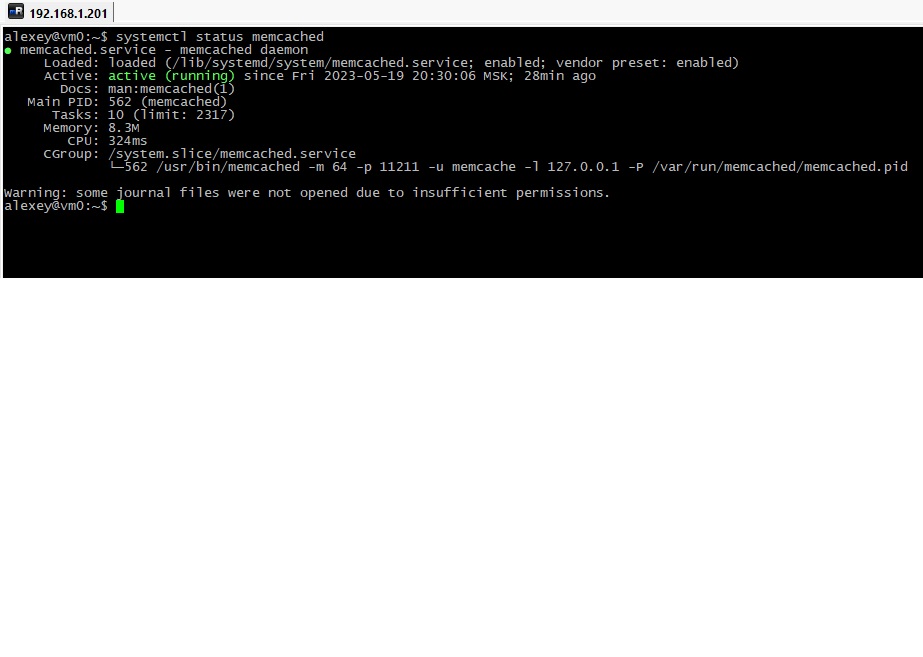 192.168.1.201
alexey@vm0:~$ systemctl status memcached
● memcached.service - memcached daemon
Loaded: loaded (/lib/systemd/system/memcached.service; enabled; vendor preset: enabled)
Active: active (running) since Fri 2023-05-19 20:30:06 MSK; 28min ago
Docs: man:memcached(1)
Main PID: 562 (memcached)
Tasks: 10 (limit: 2317)
Memory: 8.3M
CPU: 324ms
CGroup: /system.slice/memcached.service
└─562 /usr/bin/memcached -m 64 -p 11211 -u memcache -l 127.0.0.1 -P /var/run/memcached/memcached.pid
Warning: some journal files were not opened due to insufficient permissions.
alexey@vm0:~$